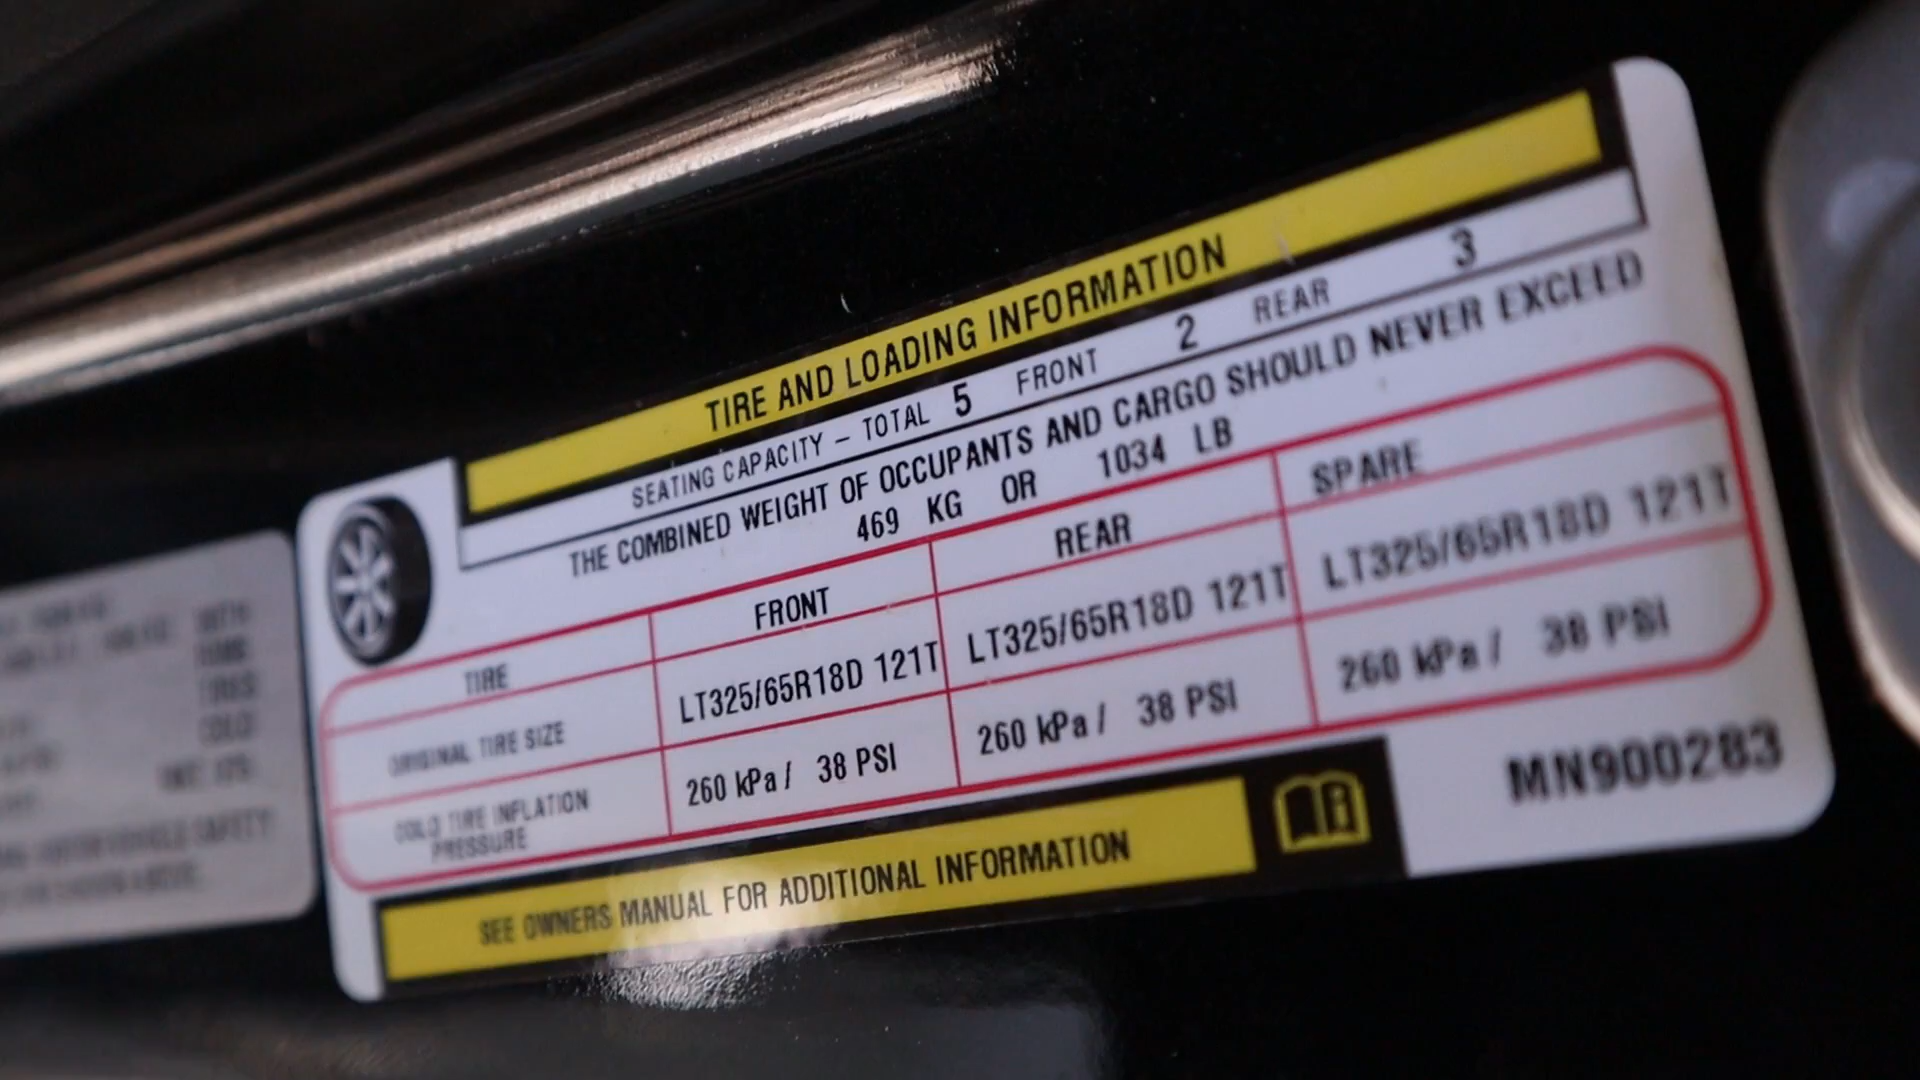 TIRE AND LOADING INFORMATION
SEATING CAPACITY – TOTAL 5 FRONT 2 REAR 3
THE COMBINED WEIGHT OF OCCUPANTS AND CARGO SHOULD NEVER EXCEED
469 KG OR 1034 LB
TIRE FRONT REAR SPARE
ORIGINAL TIRE SIZE LT325/65R18D 121T LT325/65R18D 121T LT325/65R18D 121T
COLD TIRE INFLATION PRESSURE 260 kPa / 38 PSI 260 kPa / 38 PSI 260 kPa / 38 PSI
SEE OWNERS MANUAL FOR ADDITIONAL INFORMATION
MN900283
WITH
TIRES
COLD